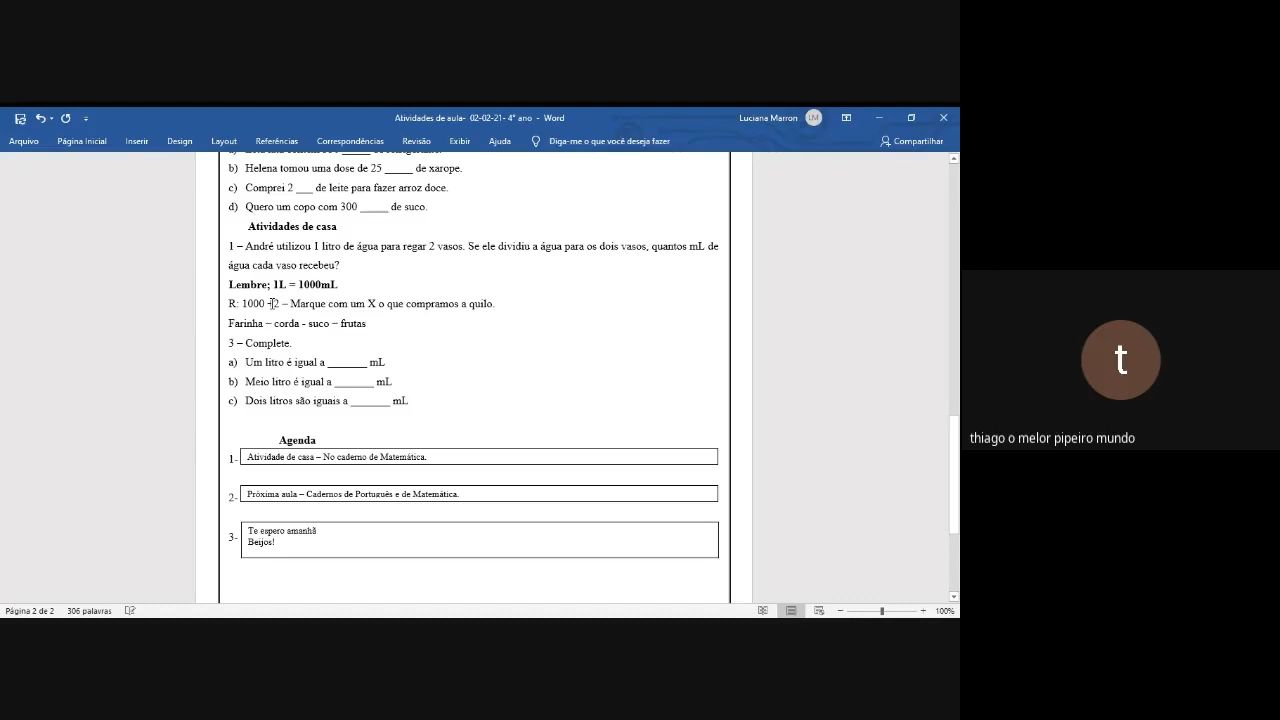 Atividades de aula- 02-02-21- 4° ano - Word
Luciana Marron
LM
Arquivo
Página Inicial
Inserir
Design
Layout
Referências
Correspondências
Revisão
Exibir
Ajuda
Diga-me o que você deseja fazer
Compartilhar
b) Helena tomou uma dose de 25 _____ de xarope.
c) Comprei 2 ___ de leite para fazer arroz doce.
d) Quero um copo com 300 _____ de suco.
Atividades de casa
1 – André utilizou 1 litro de água para regar 2 vasos. Se ele dividiu a água para os dois vasos, quantos mL de
água cada vaso recebeu?
Lembre; 1L = 1000mL
R: 1000 2 – Marque com um X o que compramos a quilo.
Farinha – corda - suco – frutas
3 – Complete.
a) Um litro é igual a _______ mL
b) Meio litro é igual a _______ mL
c) Dois litros são iguais a _______ mL
Agenda
1- Atividade de casa – No caderno de Matemática.
2- Próxima aula – Cadernos de Português e de Matemática.
3- Te espero amanhã
Beijos!
Página 2 de 2
306 palavras
100%
t
thiago o melor pipeiro mundo